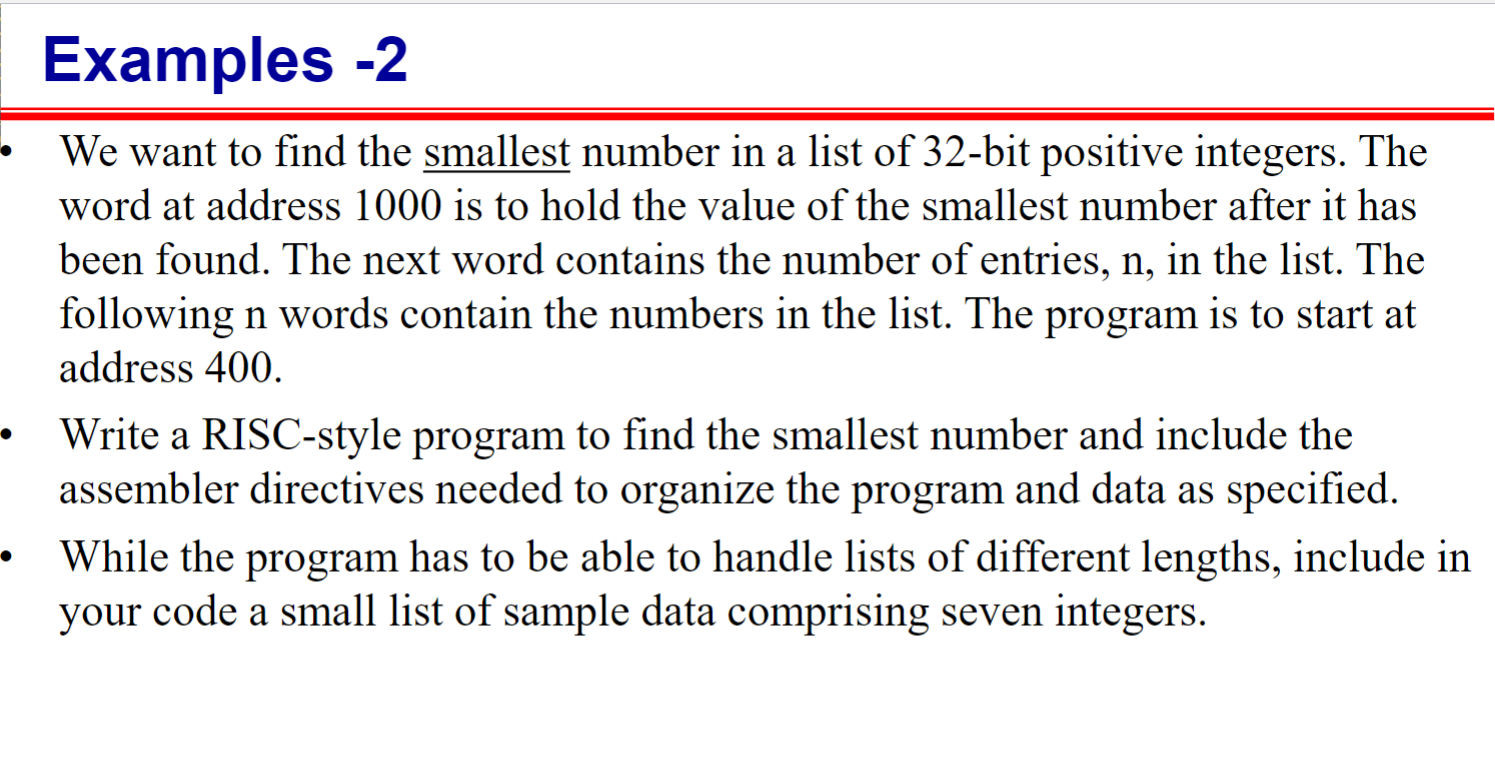 Examples -2
• We want to find the smallest number in a list of 32-bit positive integers. The
word at address 1000 is to hold the value of the smallest number after it has
been found. The next word contains the number of entries, n, in the list. The
following n words contain the numbers in the list. The program is to start at
address 400.
• Write a RISC-style program to find the smallest number and include the
assembler directives needed to organize the program and data as specified.
• While the program has to be able to handle lists of different lengths, include in
your code a small list of sample data comprising seven integers.